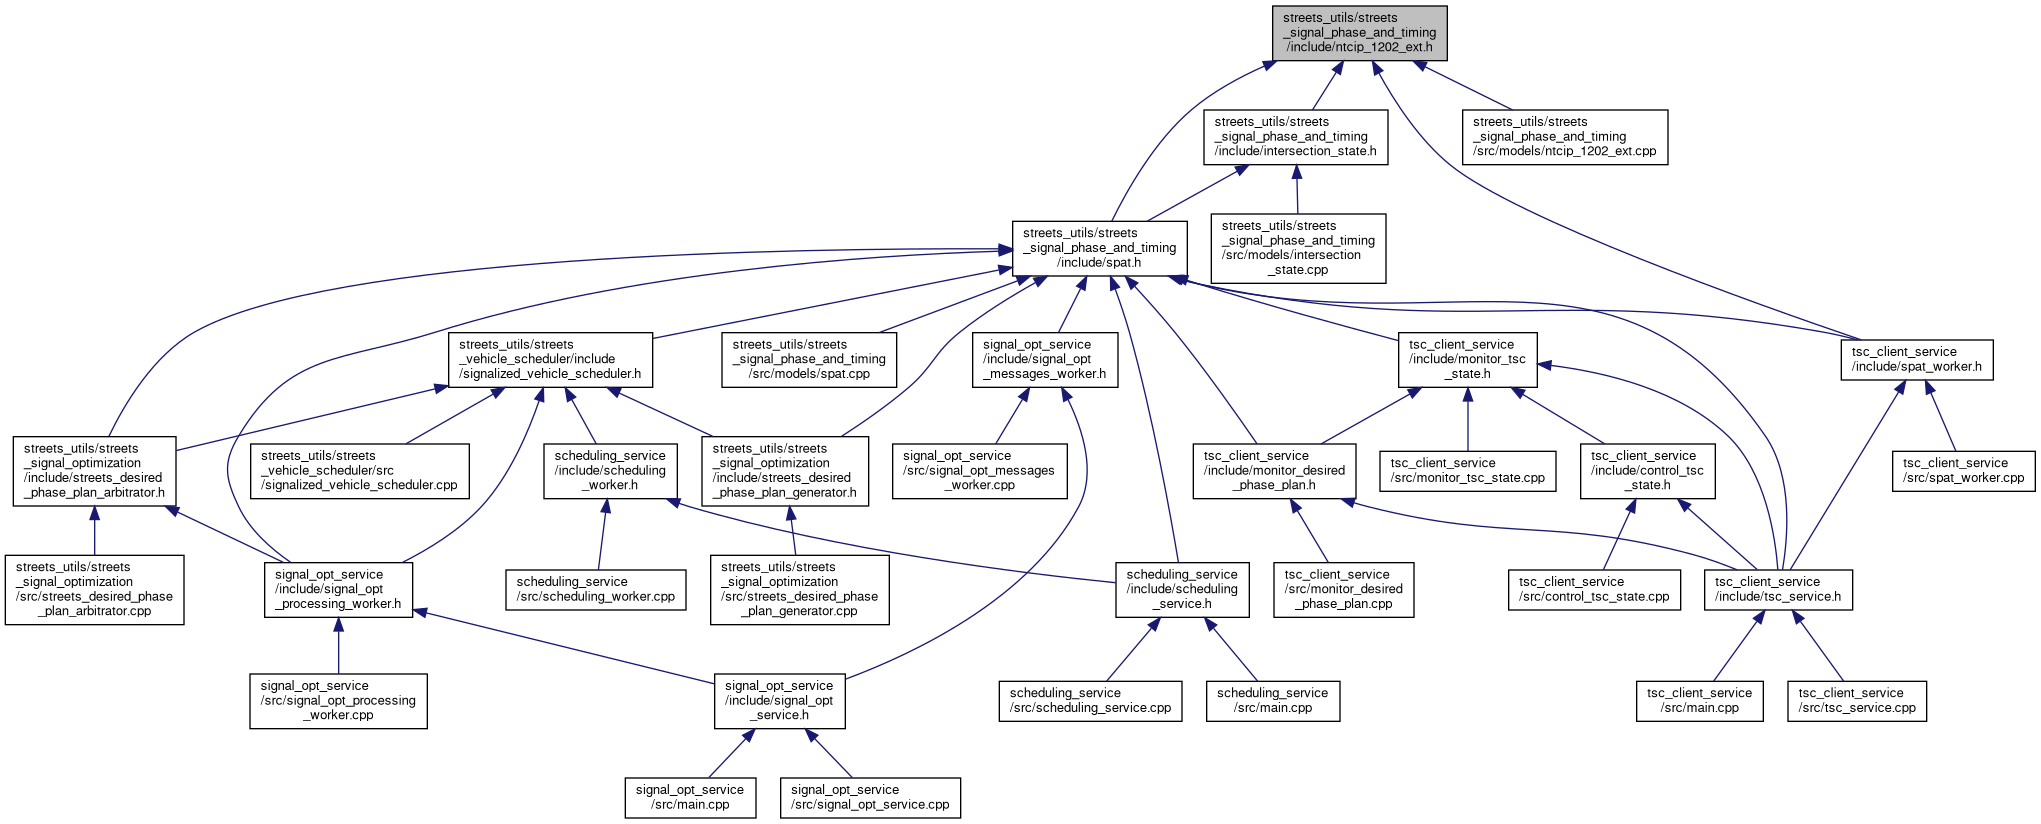 streets_utils/streets
_signal_phase_and_timing
/include/ntcip_1202_ext.h
streets_utils/streets
_signal_phase_and_timing
/include/intersection_state.h
streets_utils/streets
_signal_phase_and_timing
/src/models/ntcip_1202_ext.cpp
streets_utils/streets
_signal_phase_and_timing
/include/spat.h
streets_utils/streets
_signal_phase_and_timing
/src/models/intersection
_state.cpp
streets_utils/streets
_vehicle_scheduler/include
/signalized_vehicle_scheduler.h
streets_utils/streets
_signal_phase_and_timing
/src/models/spat.cpp
signal_opt_service
/include/signal_opt
_messages_worker.h
tsc_client_service
/include/monitor_tsc
_state.h
tsc_client_service
/include/spat_worker.h
streets_utils/streets
_signal_optimization
/include/streets_desired
_phase_plan_arbitrator.h
streets_utils/streets
_vehicle_scheduler/src
/signalized_vehicle_scheduler.cpp
scheduling_service
/include/scheduling
_worker.h
streets_utils/streets
_signal_optimization
/include/streets_desired
_phase_plan_generator.h
signal_opt_service
/src/signal_opt_messages
_worker.cpp
tsc_client_service
/include/monitor_desired
_phase_plan.h
tsc_client_service
/src/monitor_tsc_state.cpp
tsc_client_service
/include/control_tsc
_state.h
tsc_client_service
/src/spat_worker.cpp
streets_utils/streets
_signal_optimization
/src/streets_desired_phase
_plan_arbitrator.cpp
signal_opt_service
/include/signal_opt
_processing_worker.h
scheduling_service
/src/scheduling_worker.cpp
streets_utils/streets
_signal_optimization
/src/streets_desired_phase
_plan_generator.cpp
scheduling_service
/include/scheduling
_service.h
tsc_client_service
/src/monitor_desired
_phase_plan.cpp
tsc_client_service
/src/control_tsc_state.cpp
tsc_client_service
/include/tsc_service.h
signal_opt_service
/src/signal_opt_processing
_worker.cpp
signal_opt_service
/include/signal_opt
_service.h
scheduling_service
/src/scheduling_service.cpp
scheduling_service
/src/main.cpp
tsc_client_service
/src/main.cpp
tsc_client_service
/src/tsc_service.cpp
signal_opt_service
/src/main.cpp
signal_opt_service
/src/signal_opt_service.cpp